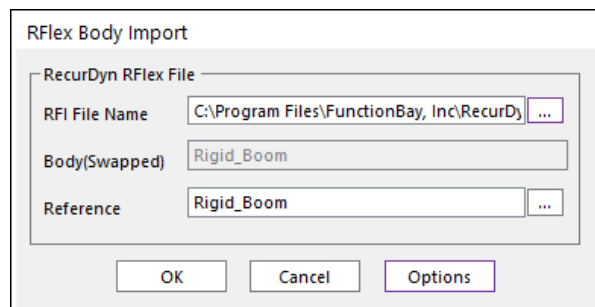 RFlex Body Import
RecurDyn RFlex File
RFI File Name C:\Program Files\FunctionBay, Inc\RecurDy ...
Body(Swapped) Rigid_Boom
Reference Rigid_Boom ...
OK Cancel Options